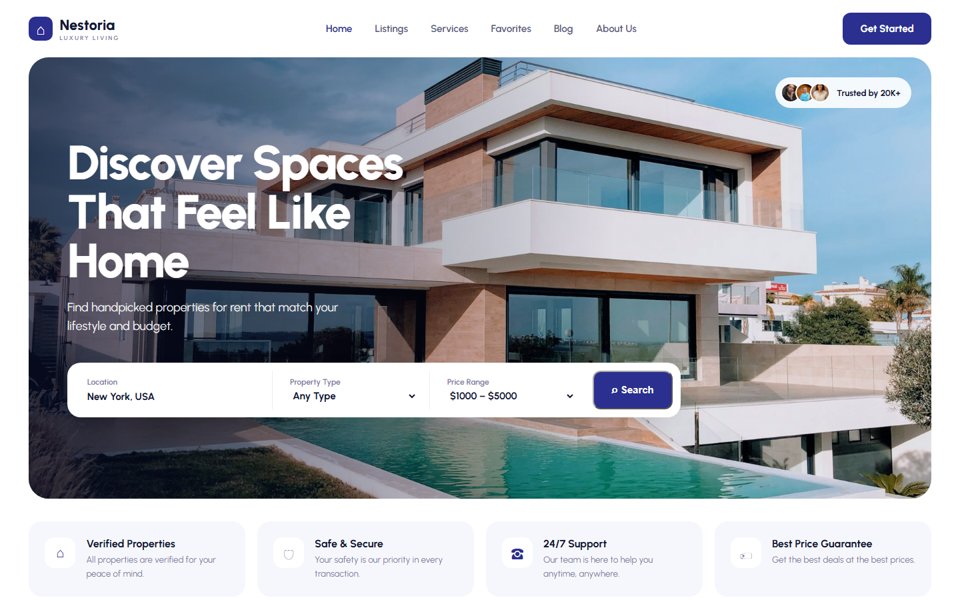 Nestoria
LUXURY LIVING
Home
Listings
Services
Favorites
Blog
About Us
Get Started
Trusted by 20K+
Discover Spaces
That Feel Like
Home
Find handpicked properties for rent that match your
lifestyle and budget.
Location
New York, USA
Property Type
Any Type
Price Range
$1000 – $5000
Search
Verified Properties
All properties are verified for your
peace of mind.
Safe & Secure
Your safety is our priority in every
transaction.
24/7 Support
Our team is here to help you
anytime, anywhere.
Best Price Guarantee
Get the best deals at the best prices.